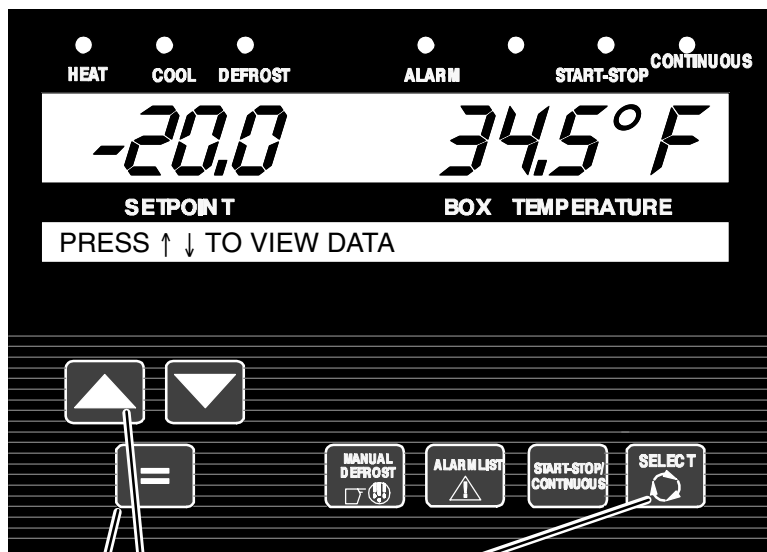 HEAT COOL DEFROST ALARM START-STOP CONTINUOUS
-20.0 34.5° F
SETPOINT BOX TEMPERATURE
PRESS ↑ ↓ TO VIEW DATA
=
MANUAL DEFROST
ALARM LIST
START-STOP/
CONTINUOUS
SELECT